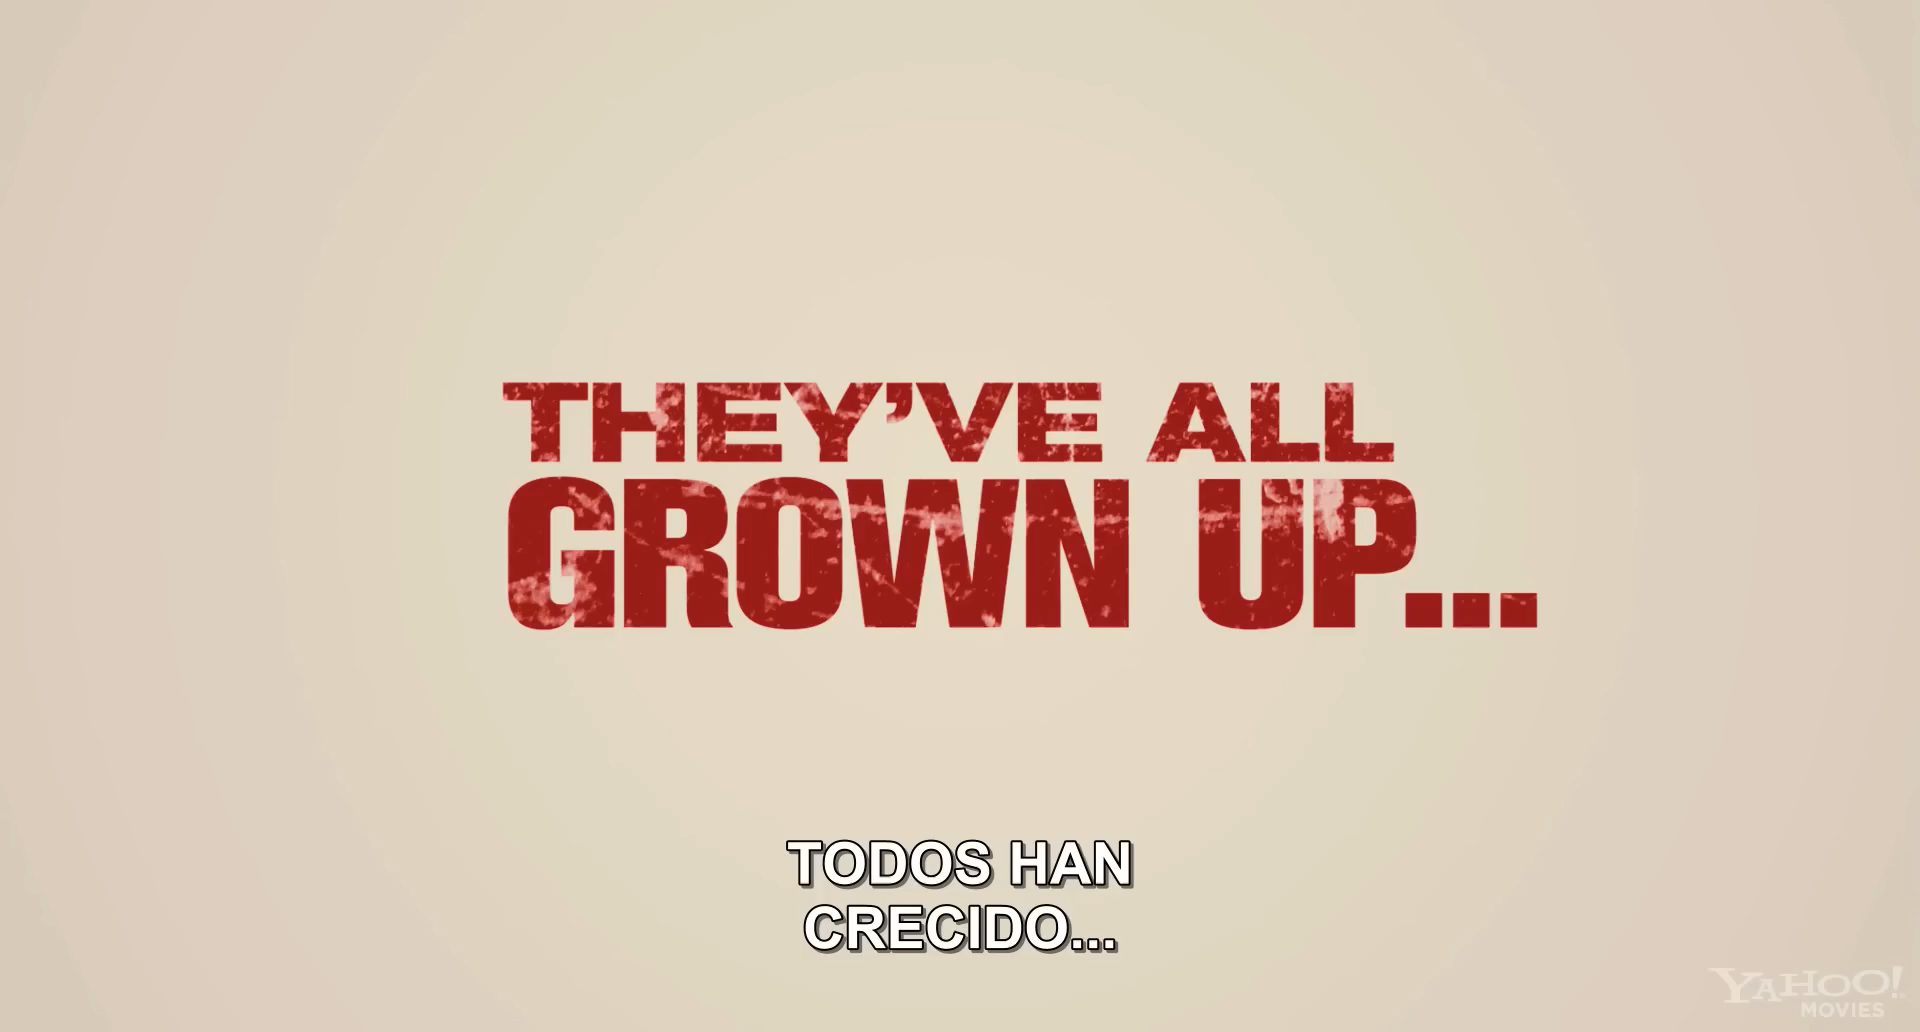 THEY'VE ALL
GROWN UP...
TODOS HAN
CRECIDO...
YAHOO!
MOVIES